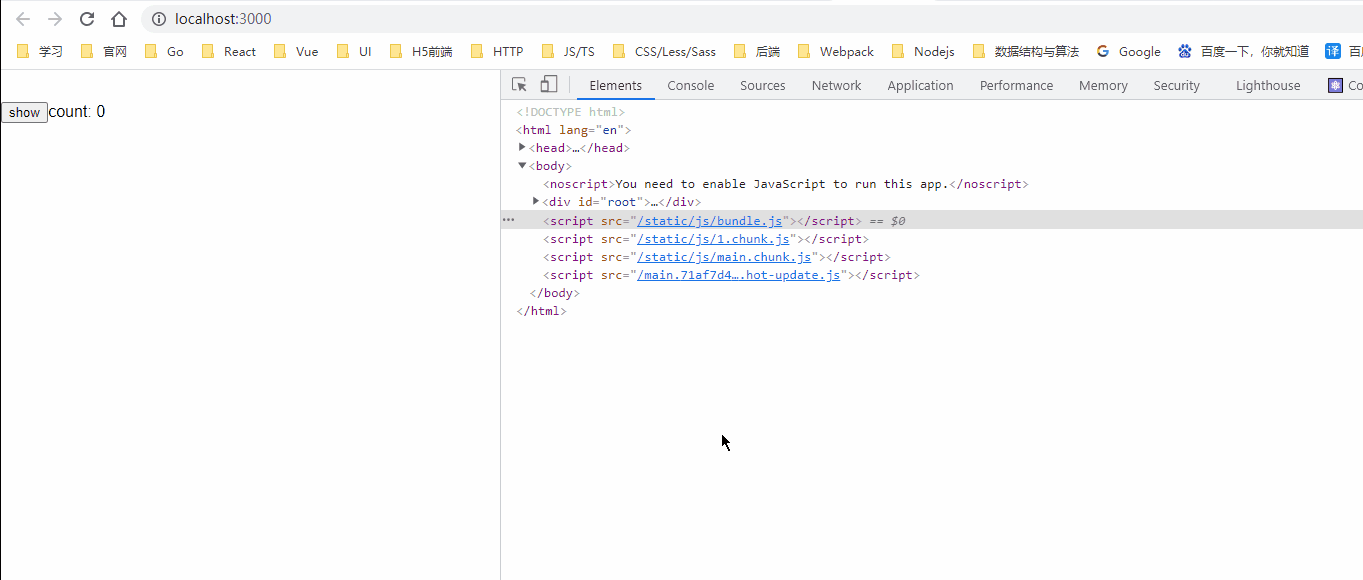 localhost:3000
学习 官网 Go React Vue UI H5前端 HTTP JS/TS CSS/Less/Sass 后端 Webpack Nodejs 数据结构与算法 Google 百度一下，你就知道 译 百
show count: 0
Elements Console Sources Network Application Performance Memory Security Lighthouse Co
<!DOCTYPE html>
<html lang="en">
<head>…</head>
<body>
<noscript>You need to enable JavaScript to run this app.</noscript>
<div id="root">…</div>
<script src="/static/js/bundle.js"></script> == $0
<script src="/static/js/1.chunk.js"></script>
<script src="/static/js/main.chunk.js"></script>
<script src="/main.71af7d4….hot-update.js"></script>
</body>
</html>